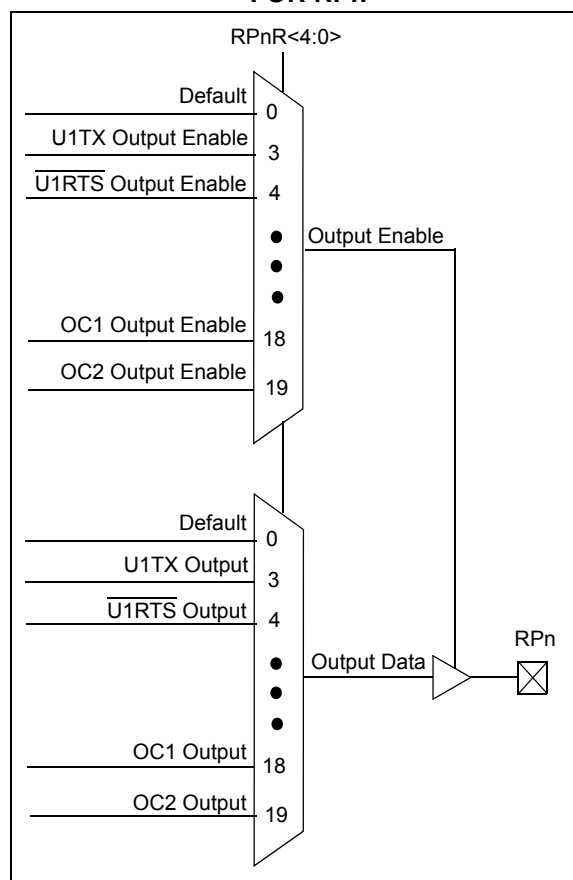 RPnR<4:0>
Default
0
U1TX Output Enable
3
U1RTS Output Enable
4
Output Enable
OC1 Output Enable
18
OC2 Output Enable
19
Default
0
U1TX Output
3
U1RTS Output
4
RPn
Output Data
OC1 Output
18
OC2 Output
19